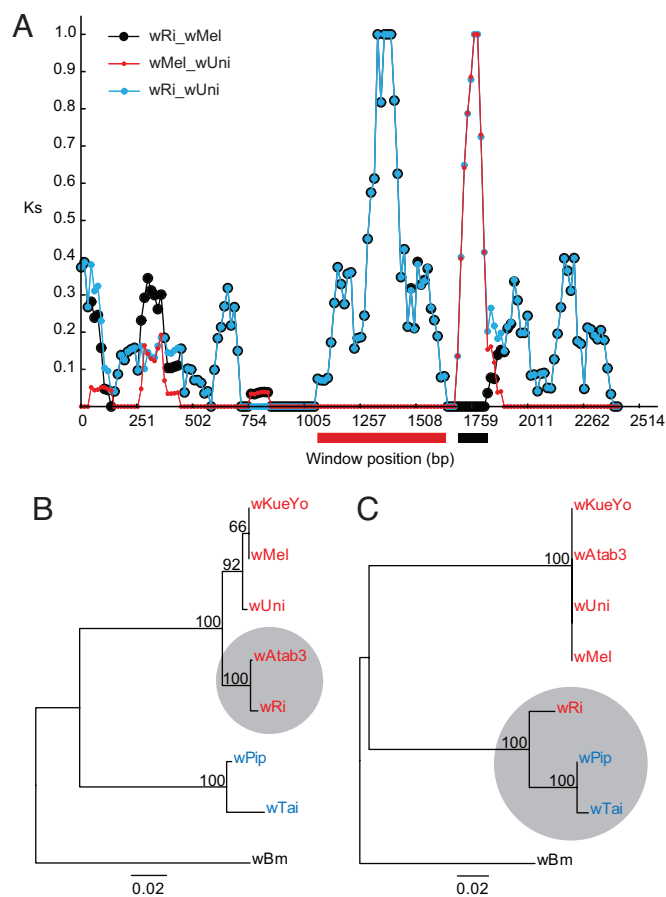 A
wRi_wMel
wMel_wUni
wRi_wUni
1.0
0.9
0.8
0.7
0.6
0.5
0.4
0.3
0.2
0.1
Ks
0 251 502 754 1005 1257 1508 1759 2011 2262 2514
Window position (bp)
B
wKueYo
66
wMel
92
wUni
100
wAtab3
100
wRi
wPip
100
wTai
wBm
0.02
C
wKueYo
wAtab3
100
wUni
wMel
wRi
100
wPip
100
wTai
wBm
0.02